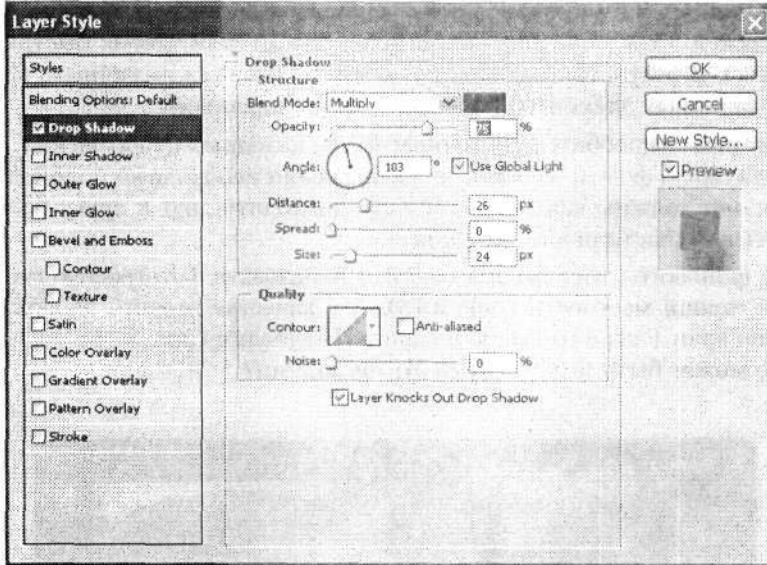 Layer Style
Styles
Blending Options: Default
Drop Shadow
Inner Shadow
Outer Glow
Inner Glow
Bevel and Emboss
Contour
Texture
Satin
Color Overlay
Gradient Overlay
Pattern Overlay
Stroke
Drop Shadow
Structure
Blend Mode: Multiply
Opacity: 75 %
Angle: 103 ° Use Global Light
Distance: 26 px
Spread: 0 %
Size: 24 px
Quality
Contour: Anti-aliased
Noise: 0 %
Layer Knocks Out Drop Shadow
OK
Cancel
New Style...
Preview